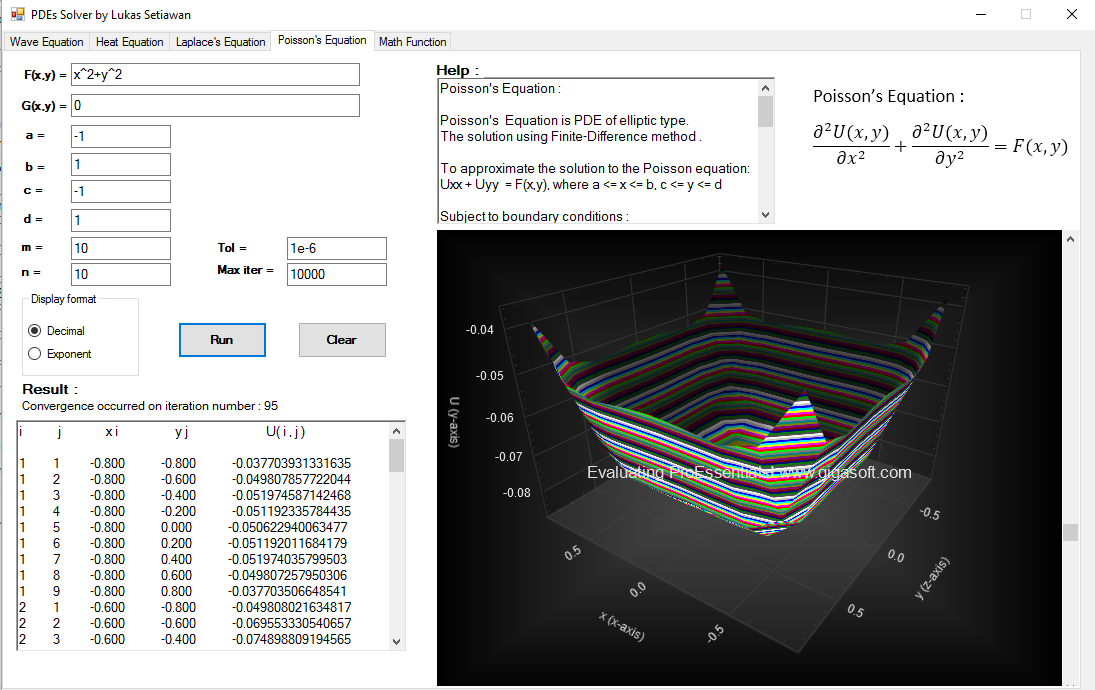 PDEs Solver by Lukas Setiawan
Wave Equation Heat Equation Laplace's Equation Poisson's Equation Math Function
F(x,y) = x^2+y^2
G(x,y) = 0
a = -1
b = 1
c = -1
d = 1
m = 10
n = 10
Tol = 1e-6
Max iter = 10000
Display format
Decimal
Exponent
Run Clear
Result :
Convergence occurred on iteration number : 95
i j x i y j U( i , j )
1 1 -0.800 -0.800 -0.037703931331635
1 2 -0.800 -0.600 -0.049807857722044
1 3 -0.800 -0.400 -0.051974587142468
1 4 -0.800 -0.200 -0.051192335784435
1 5 -0.800 0.000 -0.050622940063477
1 6 -0.800 0.200 -0.051192011684179
1 7 -0.800 0.400 -0.051974035799503
1 8 -0.800 0.600 -0.049807257950306
1 9 -0.800 0.800 -0.037703506648541
2 1 -0.600 -0.800 -0.049808021634817
2 2 -0.600 -0.600 -0.069553330540657
2 3 -0.600 -0.400 -0.074898809194565
Help :
Poisson's Equation :
Poisson's Equation is PDE of elliptic type.
The solution using Finite-Difference method .
To approximate the solution to the Poisson equation:
Uxx + Uyy = F(x,y), where a <= x <= b, c <= y <= d
Subject to boundary conditions :
Poisson's Equation :
∂²U(x, y)/∂x² + ∂²U(x, y)/∂y² = F(x, y)
-0.04
-0.05
-0.06
-0.07
-0.08
U (y-axis)
Evaluating ProEssentials! www.gigasoft.com
0.5
0.0
-0.5
x (x-axis)
-0.5
0.0
0.5
y (z-axis)